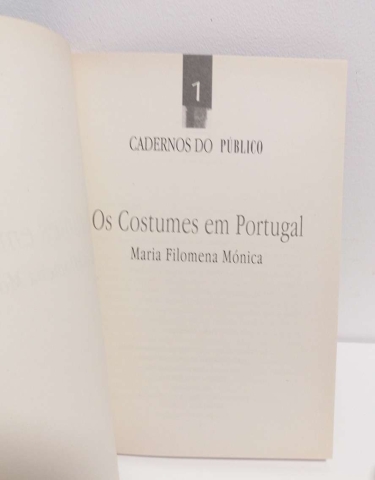 1
CADERNOS DO PÚBLICO
Os Costumes em Portugal
Maria Filomena Mónica